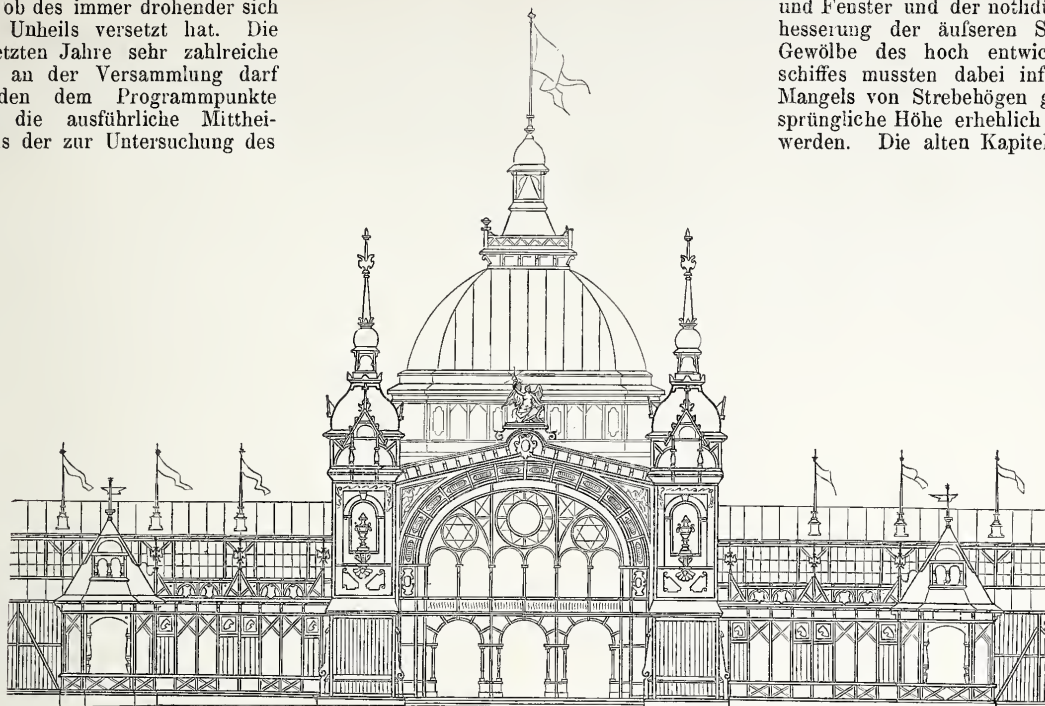 ob des immer drohender sich
Unheils versetzt hat. Die
etzten Jahre sehr zahlreiche
an der Versammlung darf
den dem Programmpunkte
die ausführliche Mitthei-
s der zur Untersuchung des
und Fenster und der nothdü
hesserung der äufseren S
Gewölbe des hoch entwic
schiffes mussten dabei inf
Mangels von Strebehögen g
sprüngliche Höhe erhehlich
werden. Die alten Kapitel